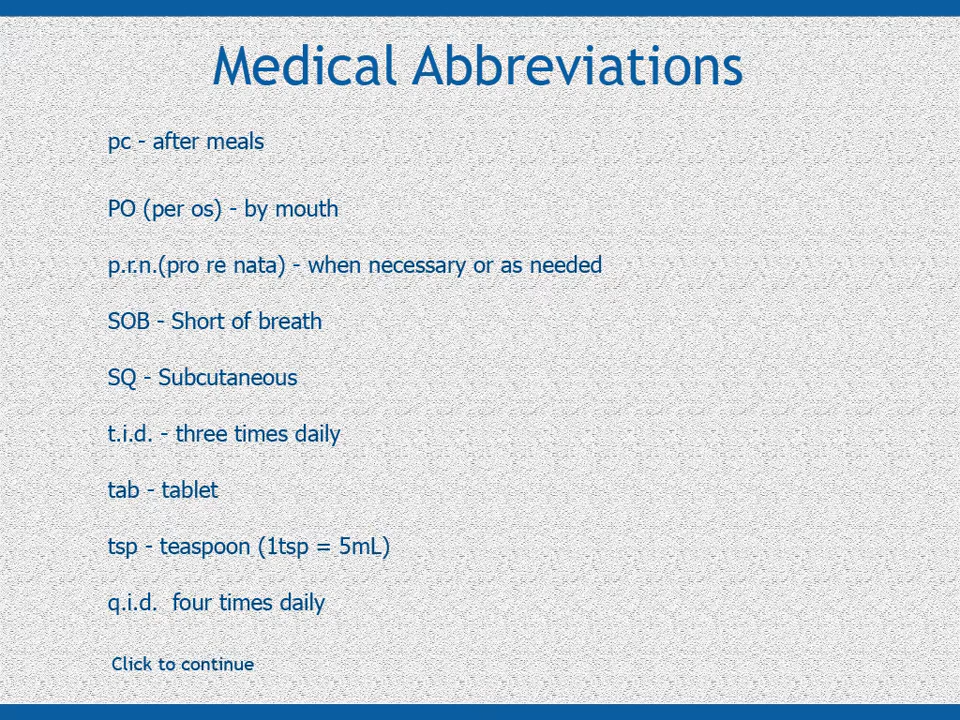 Medical Abbreviations
pc - after meals
PO (per os) - by mouth
p.r.n.(pro re nata) - when necessary or as needed
SOB - Short of breath
SQ - Subcutaneous
t.i.d. - three times daily
tab - tablet
tsp - teaspoon (1tsp = 5mL)
q.i.d.  four times daily
Click to continue